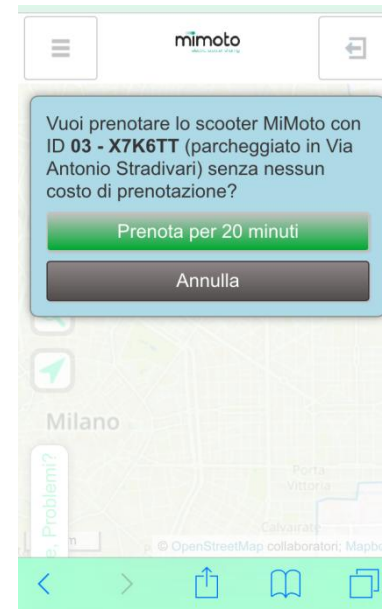 mimoto
Vuoi prenotare lo scooter MiMoto con
ID 03 - X7K6TT (parcheggiato in Via
Antonio Stradivari) senza nessun
costo di prenotazione?
Prenota per 20 minuti
Annulla
Milano
e, Problemi?
Porta
Vittoria
Calvairate
m
© OpenStreetMap collaboratori; Mapbo